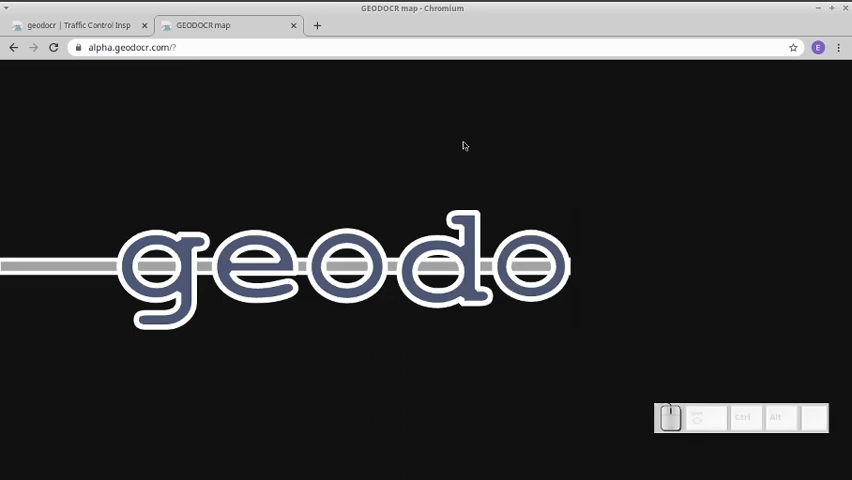 GEODOCR map - Chromium
geodocr | Traffic Control Insp
GEODOCR map
alpha.geodocr.com/?
E
geodo
Ctrl Alt